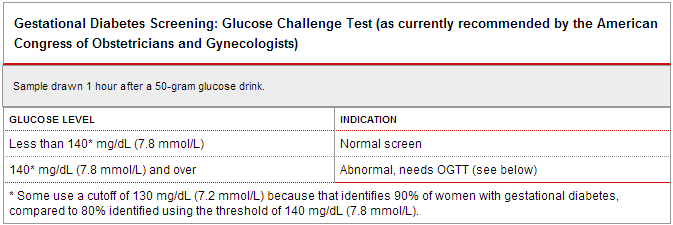 Gestational Diabetes Screening: Glucose Challenge Test (as currently recommended by the American
Congress of Obstetricians and Gynecologists)
Sample drawn 1 hour after a 50-gram glucose drink.
GLUCOSE LEVEL INDICATION
Less than 140* mg/dL (7.8 mmol/L) Normal screen
140* mg/dL (7.8 mmol/L) and over Abnormal, needs OGTT (see below)
* Some use a cutoff of 130 mg/dL (7.2 mmol/L) because that identifies 90% of women with gestational diabetes,
compared to 80% identified using the threshold of 140 mg/dL (7.8 mmol/L).